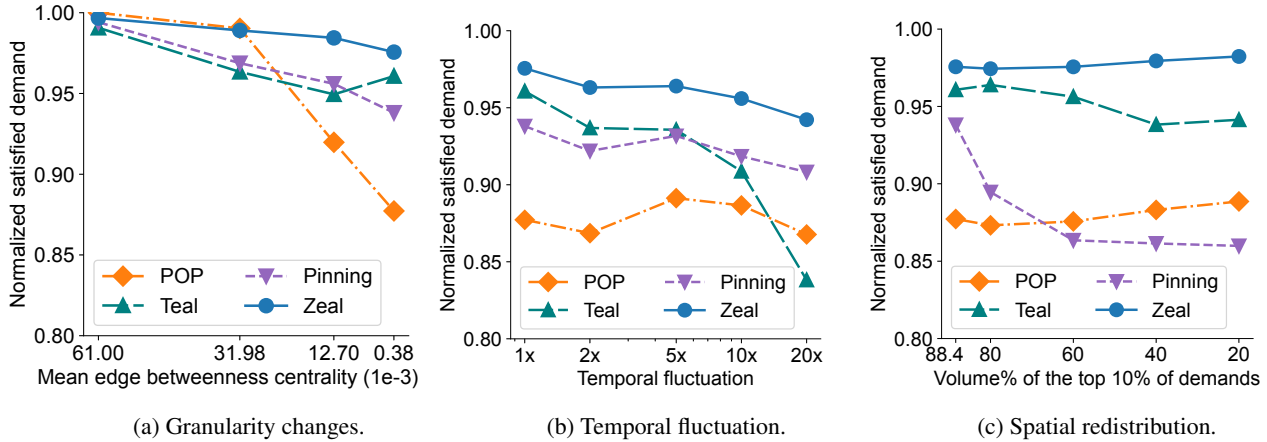 Normalized satisfied demand
1.00
0.95
0.90
0.85
0.80
POP
Pinning
Teal
Zeal
61.00
31.98
12.70
0.38
Mean edge betweenness centrality (1e-3)
(a) Granularity changes.
Normalized satisfied demand
1.00
0.95
0.90
0.85
0.80
POP
Pinning
Teal
Zeal
1x
2x
5x
10x
20x
Temporal fluctuation
(b) Temporal fluctuation.
Normalized satisfied demand
1.00
0.95
0.90
0.85
0.80
POP
Pinning
Teal
Zeal
88.4
80
60
40
20
Volume% of the top 10% of demands
(c) Spatial redistribution.